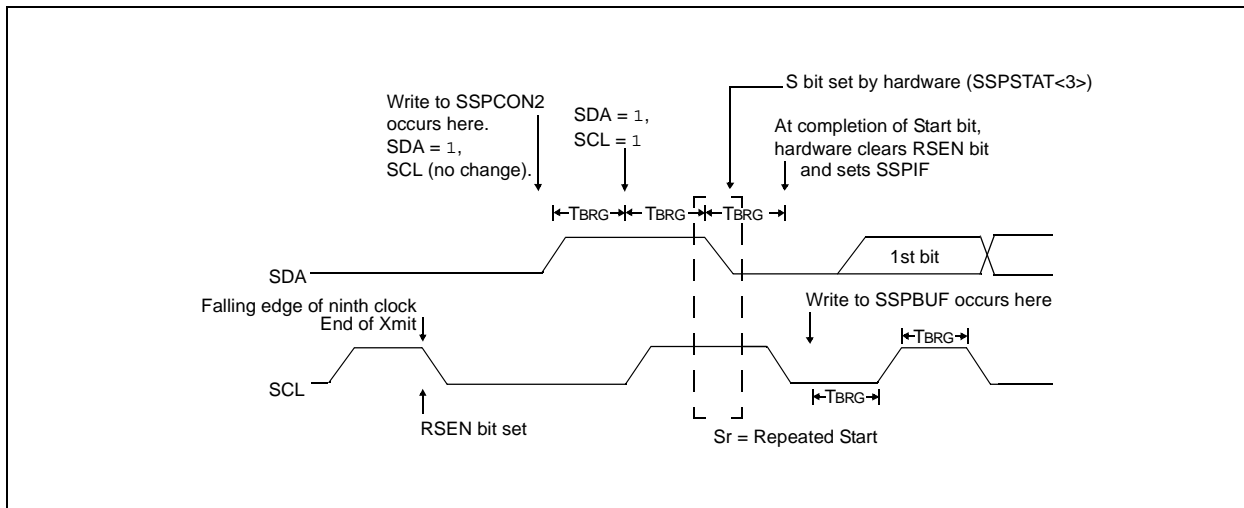 S bit set by hardware (SSPSTAT<3>)
Write to SSPCON2
occurs here.
SDA = 1,
SCL (no change).
SDA = 1,
SCL = 1
At completion of Start bit,
hardware clears RSEN bit
and sets SSPIF
TBRG
TBRG
TBRG
SDA
1st bit
Falling edge of ninth clock
End of Xmit
Write to SSPBUF occurs here
TBRG
SCL
TBRG
RSEN bit set
Sr = Repeated Start